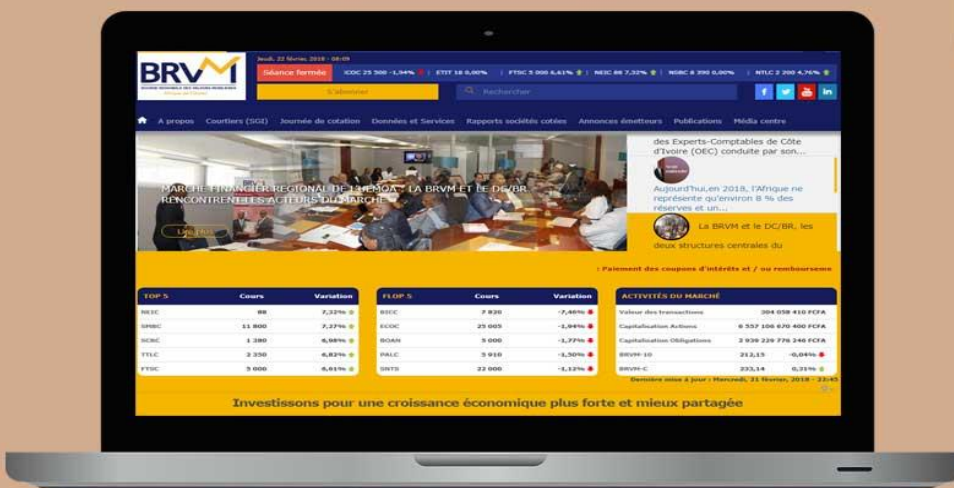 BRVM
Jeudi, 22 février, 2018 - 08:09
Séance fermée
25 500 -1,94% | ETIT 18 0,00% | FTSC 5 000 6,61% | NEIC 88 7,32% | NSBC 8 390 0,00% | NTLC 2 200 4,76%
S'abonner
Rechercher
A propos Courtiers (SGI) Journée de cotation Données et Services Rapports sociétés cotées Annonces émetteurs Publications Média centre
MARCHE FINANCIER REGIONAL DE L'UEMOA : LA BRVM ET LE DC/BR
RENCONTRENT LES ACTEURS DU MARCHE
Lire plus
des Experts-Comptables de Côte
d'Ivoire (OEC) conduite par son...
Aujourd'hui,en 2018, l'Afrique ne
représente qu'environ 8 % des
réserves et un...
La BRVM et le DC/BR, les
deux structures centrales du
: Paiement des coupons d'intérêts et / ou rembourseme
TOP 5 Cours Variation
NEIC 88 7,32%
SMBC 11 800 7,27%
SCRC 1 380 6,98%
TTLC 2 350 6,82%
FTSC 5 000 6,61%
FLOP 5 Cours Variation
BICC 7 820 -7,46%
ECOC 25 005 -1,94%
BOAN 5 000 -1,77%
PALC 5 910 -1,50%
SNTS 22 000 -1,12%
ACTIVITÉS DU MARCHÉ
Valeur des transactions 304 058 410 FCFA
Capitalisation Actions 6 557 106 670 400 FCFA
Capitalisation Obligations 2 939 229 776 246 FCFA
BRVM-10 212,15 -0,04%
BRVM-C 233,14 0,31%
Dernière mise à jour : Mercredi, 21 février, 2018 - 22:45
Investissons pour une croissance économique plus forte et mieux partagée